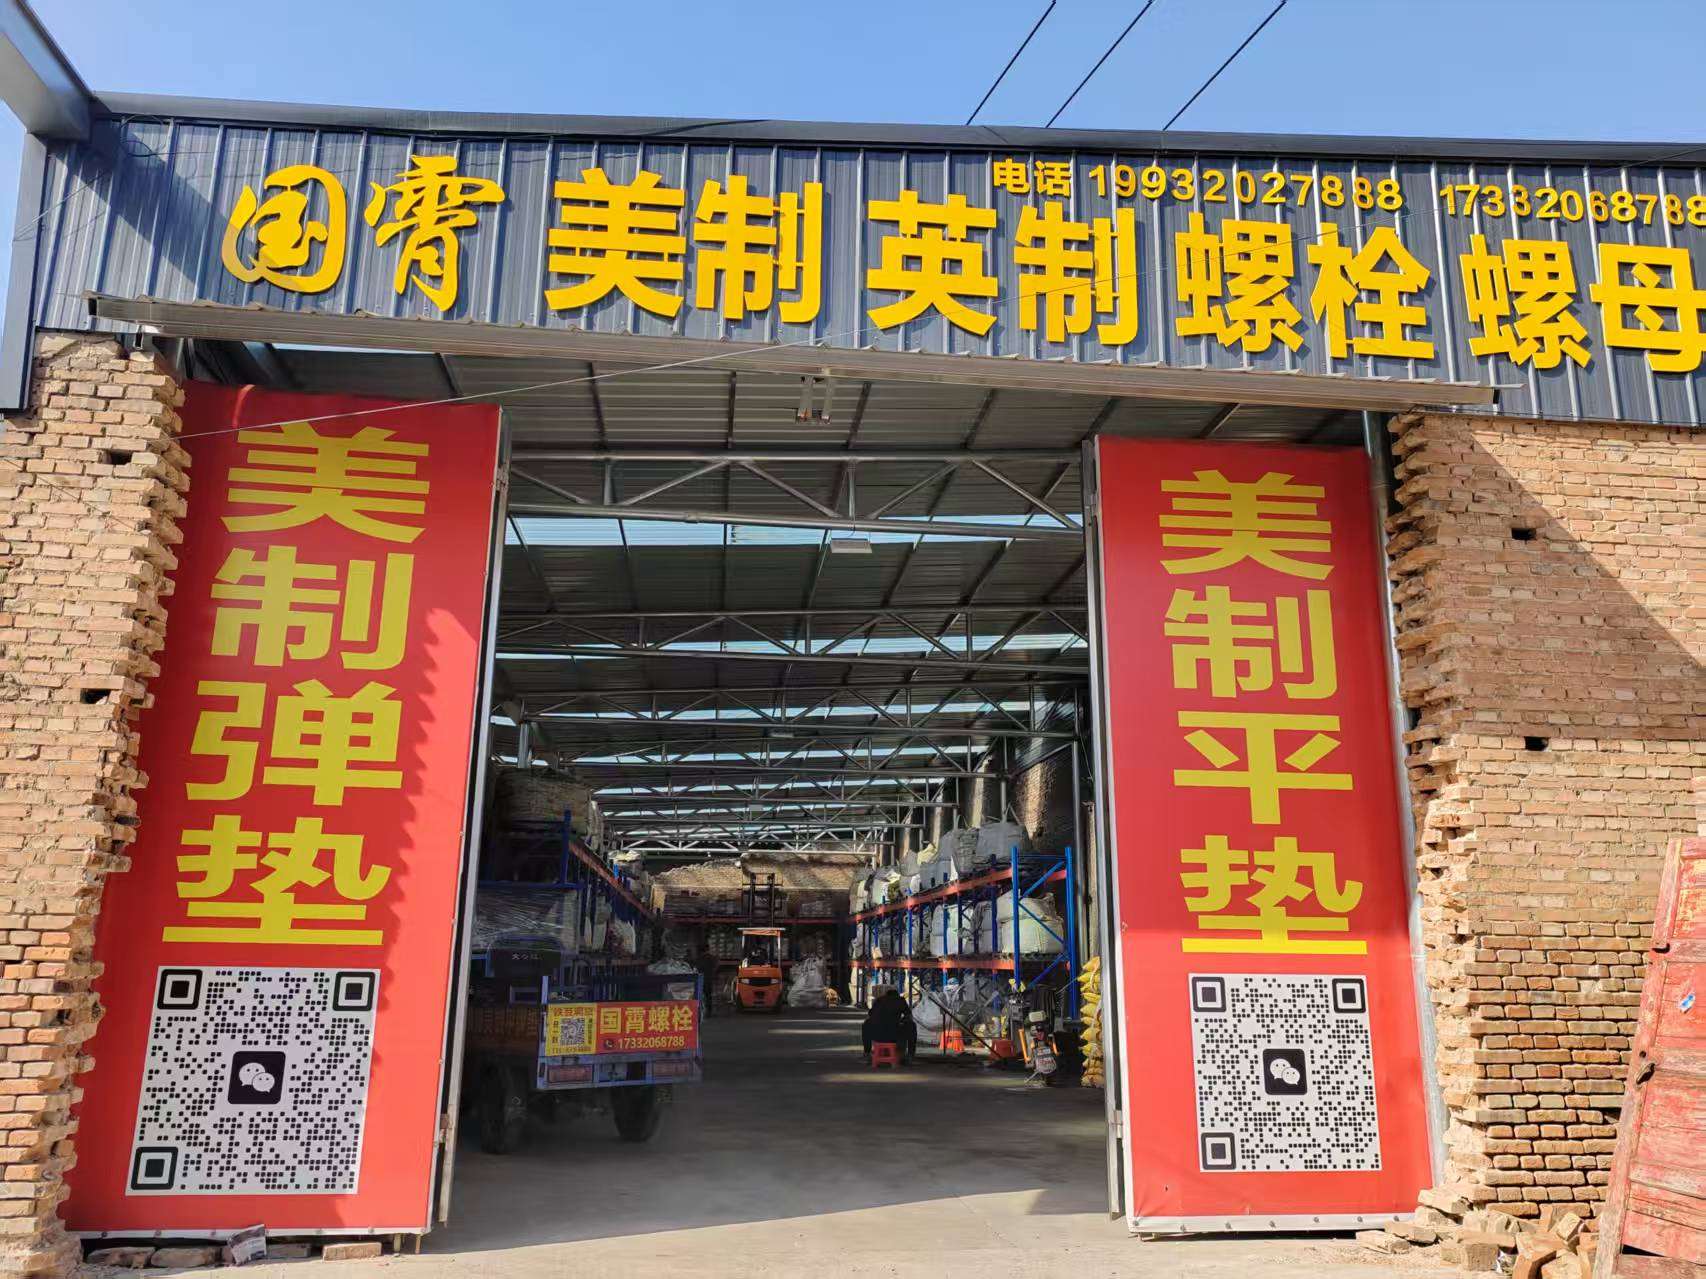 电话 19932027888 17332068788
国霄 美制 英制 螺栓 螺母
美制弹垫
美制平垫
国霄螺栓
17332068788